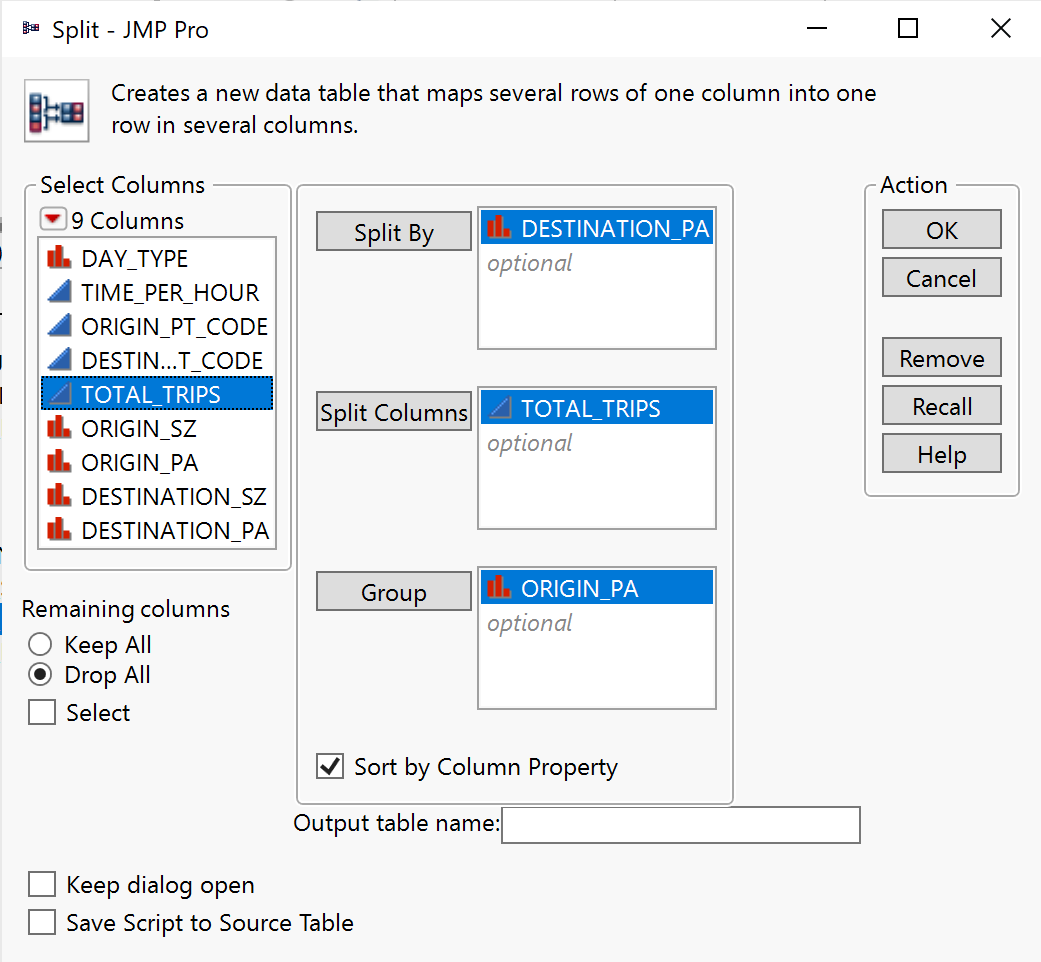 Split - JMP Pro
Creates a new data table that maps several rows of one column into one
row in several columns.
Select Columns
9 Columns
DAY_TYPE
TIME_PER_HOUR
ORIGIN_PT_CODE
DESTIN...T_CODE
TOTAL_TRIPS
ORIGIN_SZ
ORIGIN_PA
DESTINATION_SZ
DESTINATION_PA
Remaining columns
Keep All
Drop All
Select
Split By
DESTINATION_PA
optional
Split Columns
TOTAL_TRIPS
optional
Group
ORIGIN_PA
optional
Sort by Column Property
Output table name:
Action
OK
Cancel
Remove
Recall
Help
Keep dialog open
Save Script to Source Table